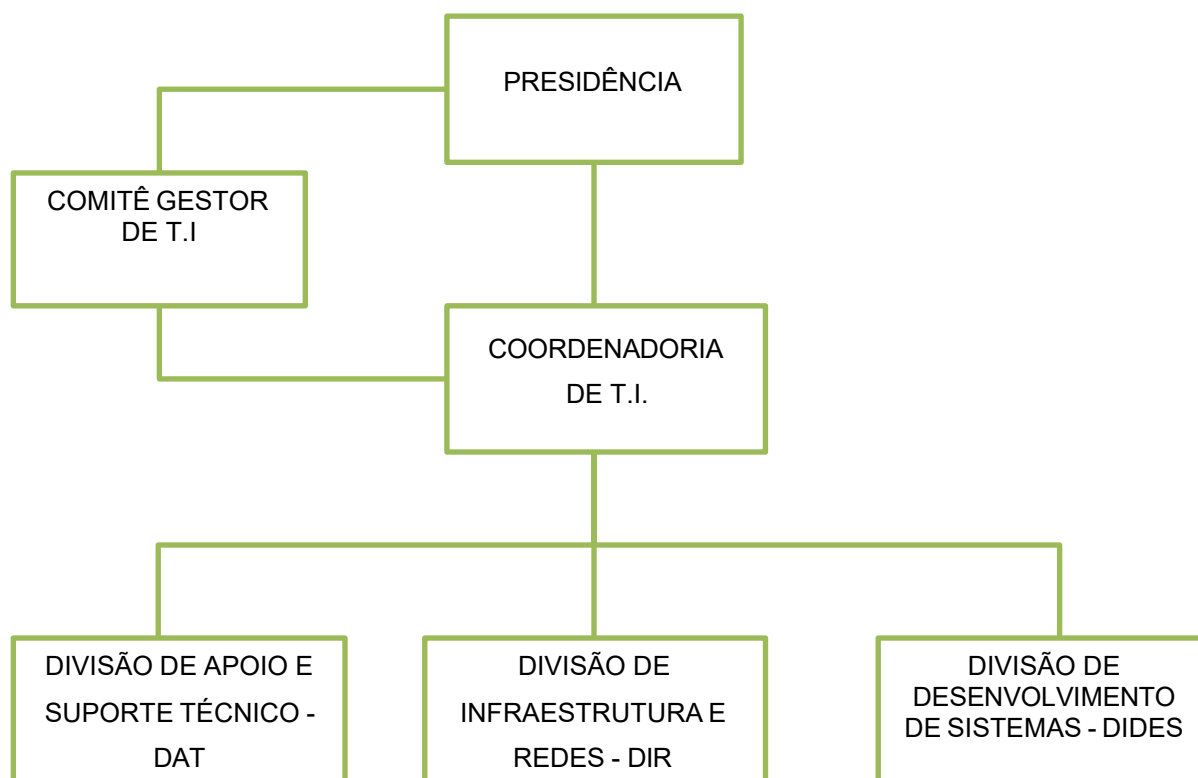 PRESIDÊNCIA
COMITÊ GESTOR
DE T.I
COORDENADORIA
DE T.I.
DIVISÃO DE APOIO E
SUPORTE TÉCNICO -
DAT
DIVISÃO DE
INFRAESTRUTURA E
REDES - DIR
DIVISÃO DE
DESENVOLVIMENTO
DE SISTEMAS - DIDES